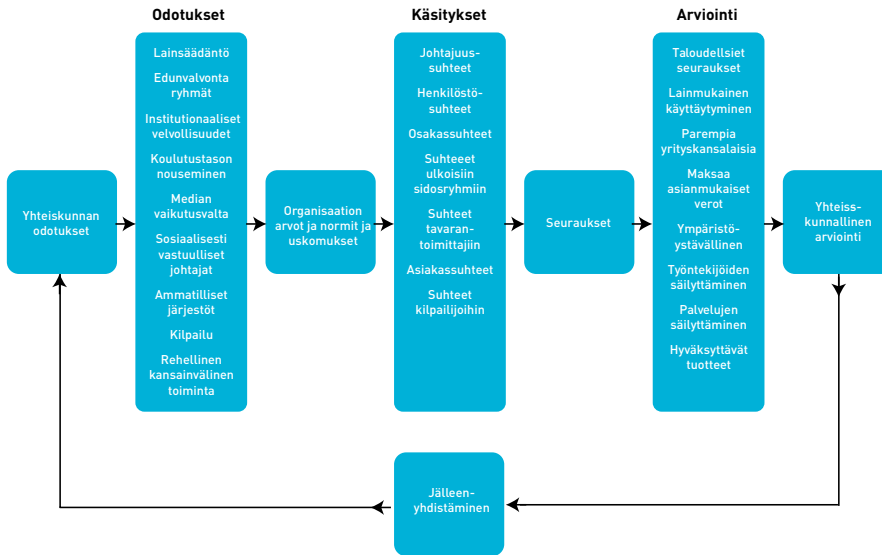 Odotukset
Käsitykset
Arviointi
Yhteiskunnan
odotukset
Lainsäädäntö
Edunvalvonta
ryhmät
Institutionaaliset
velvollisuudet
Koulutustason
nouseminen
Median
vaikutusvalta
Sosiaalisesti
vastuulliset
johtajat
Ammatilliset
järjestöt
Kilpailu
Rehellinen
kansainvälinen
toiminta
Organisaation
arvot ja normit ja
uskomukset
Johtajuus-
suhteet
Henkilöstö-
suhteet
Osakassuhteet
Suhteeet
ulkoisiin
sidosryhmiin
Suhteet
tavaran-
toimittajiin
Asiakassuhteet
Suhteet
kilpailijoihin
Seuraukset
Taloudellsiet
seuraukset
Lainmukainen
käyttäytyminen
Parempia
yrityskansalaisia
Maksaa
asianmukaiset
verot
Ympäristö-
ystävällinen
Työntekijöiden
säilyttäminen
Palvelujen
säilyttäminen
Hyväksyttävät
tuotteet
Yhteiss-
kunnallinen
arviointi
Jälleen-
yhdistäminen